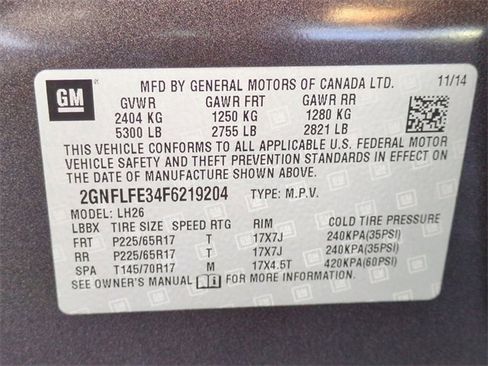 GM
MFD BY GENERAL MOTORS OF CANADA LTD. 11/14
GVWR GAWR FRT GAWR RR
2404 KG 1250 KG 1280 KG
5300 LB 2755 LB 2821 LB
THIS VEHICLE CONFORMS TO ALL APPLICABLE U.S. FEDERAL MOTOR
VEHICLE SAFETY AND THEFT PREVENTION STANDARDS IN EFFECT ON
THE DATE OF MANUFACTURE SHOWN ABOVE.
2GNFLFE34F6219204 TYPE: M.P.V.
MODEL: LH26
LBBX TIRE SIZE SPEED RTG RIM COLD TIRE PRESSURE
FRT P225/65R17 T 17X7J 240KPA(35PSI)
RR P225/65R17 T 17X7J 240KPA(35PSI)
SPA T145/70R17 M 17X4.5T 420KPA(60PSI)
SEE OWNER'S MANUAL FOR MORE INFORMATION.